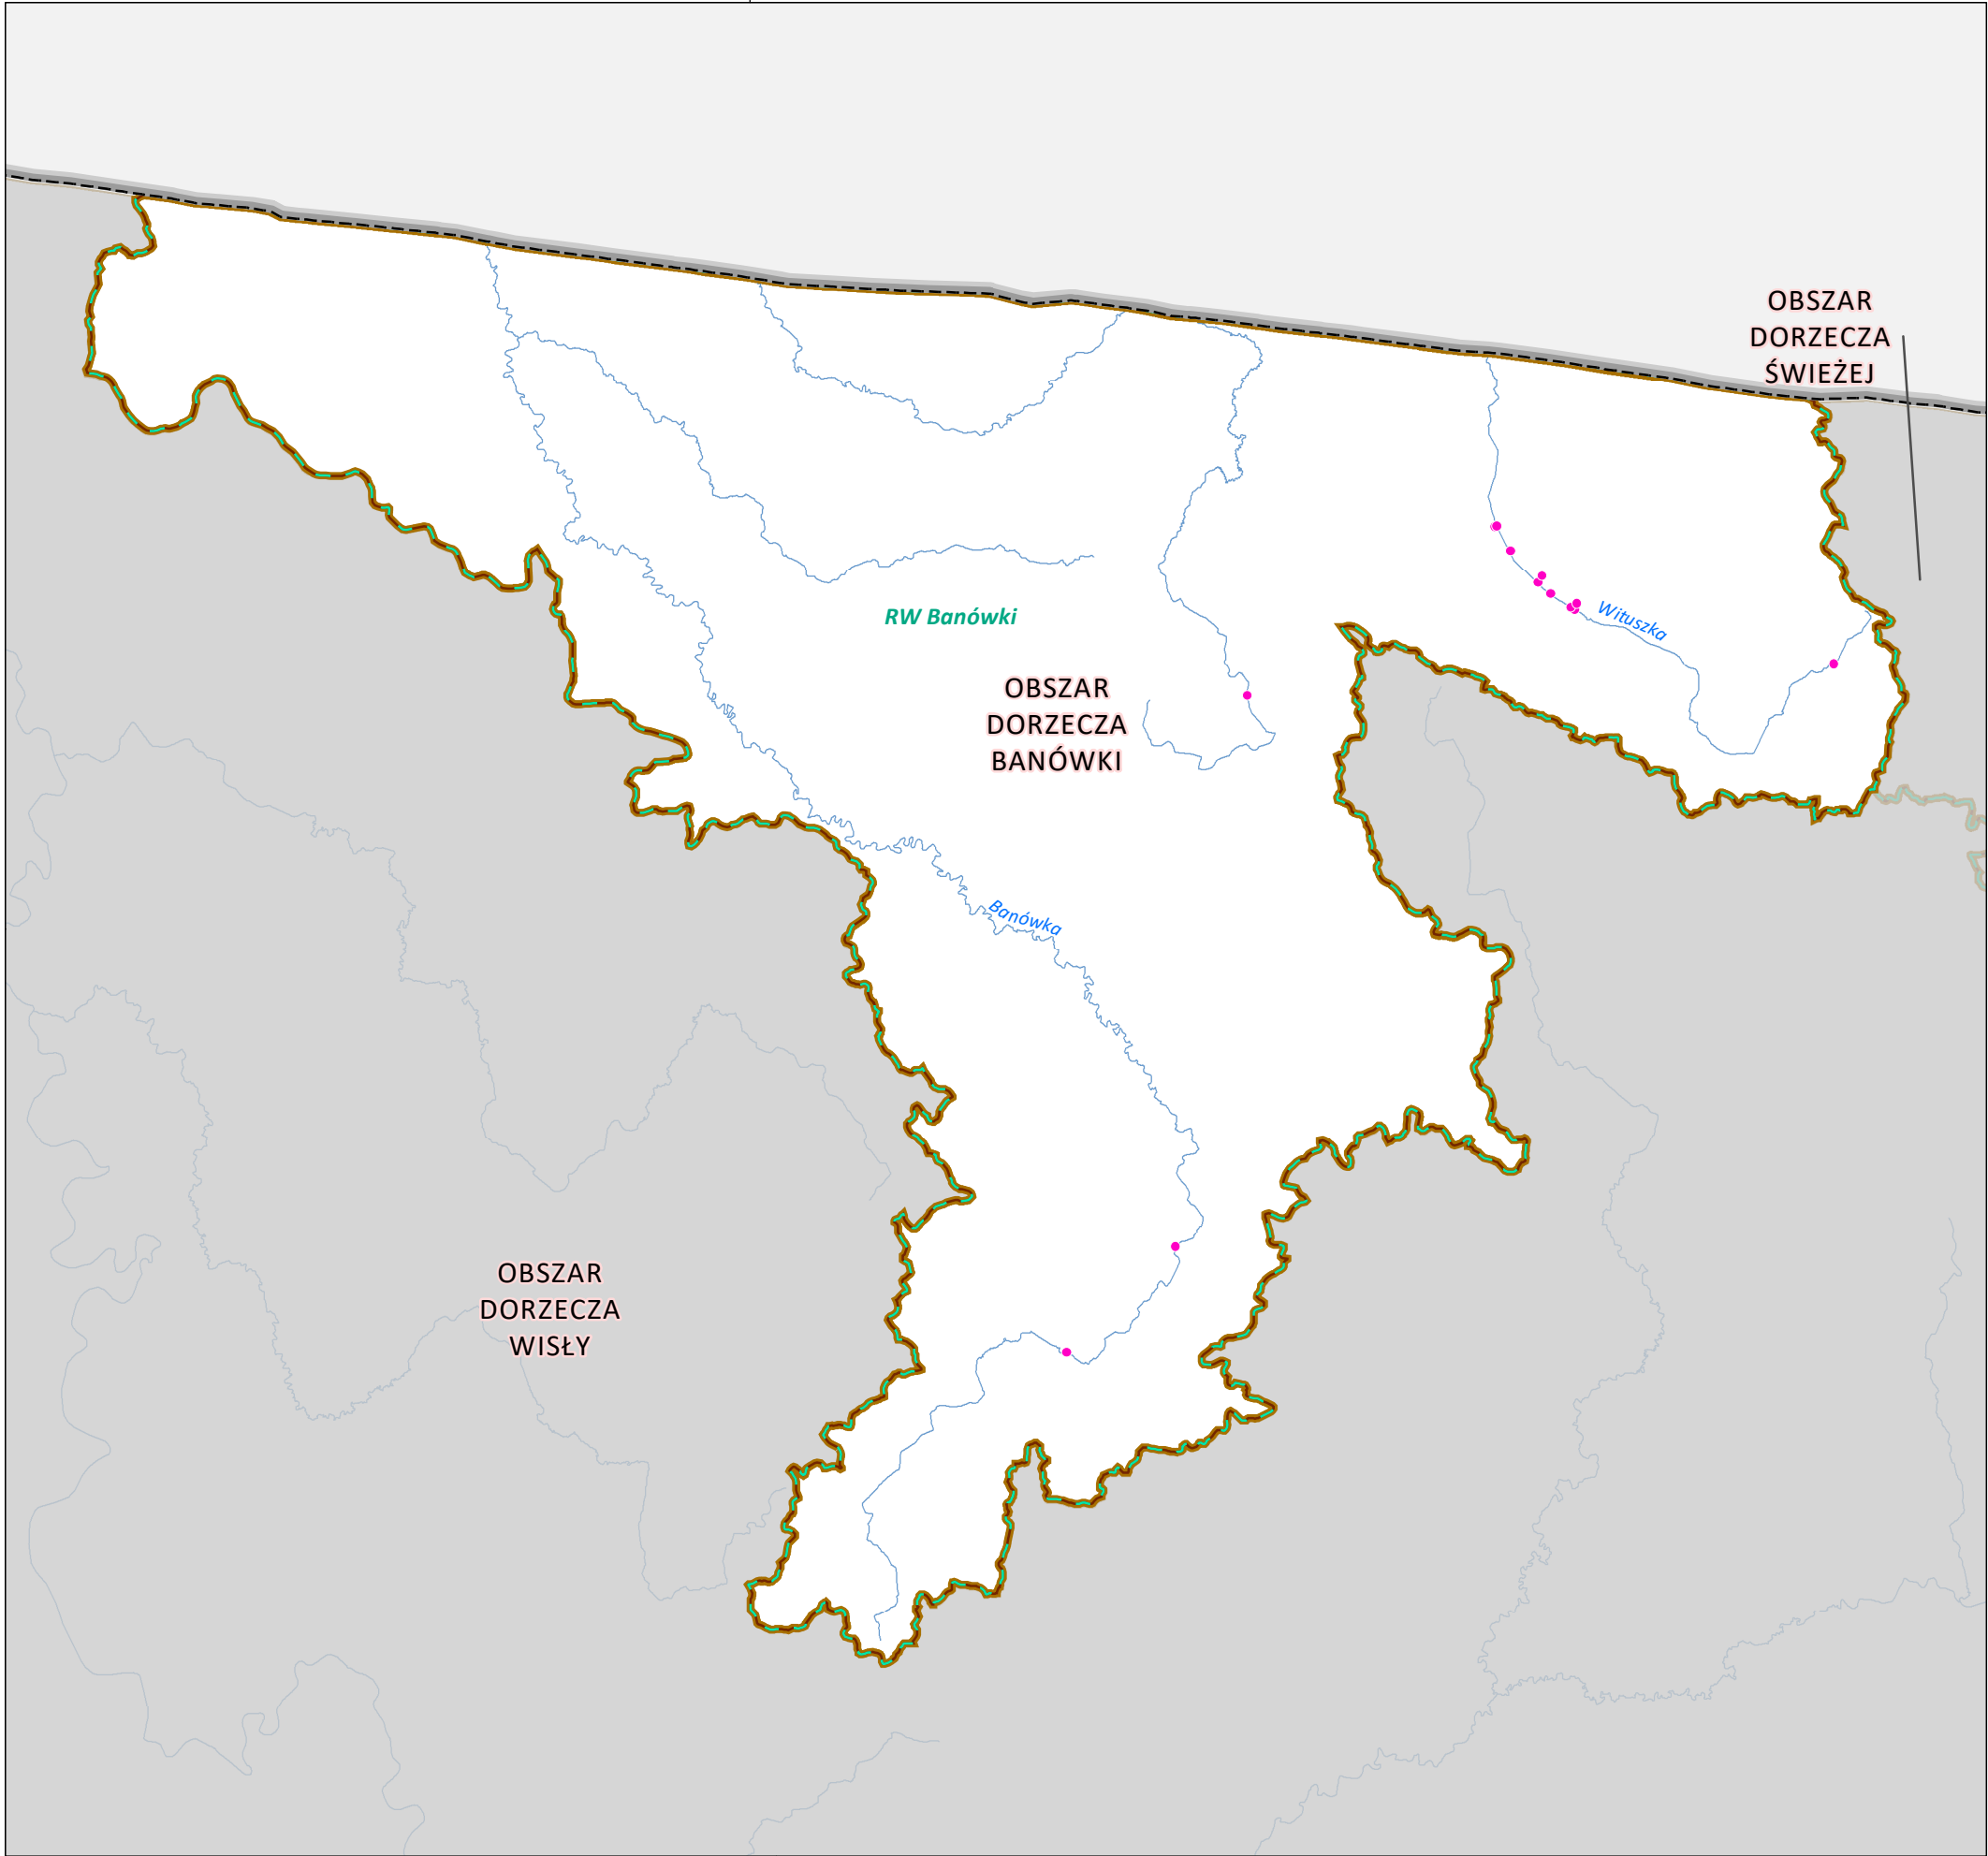 OBSZAR
DORZECZA
ŚWIEŻEJ
Wituszka
RW Banówki
OBSZAR
DORZECZA
BANÓWKI
Banówka
OBSZAR
DORZECZA
WISŁY